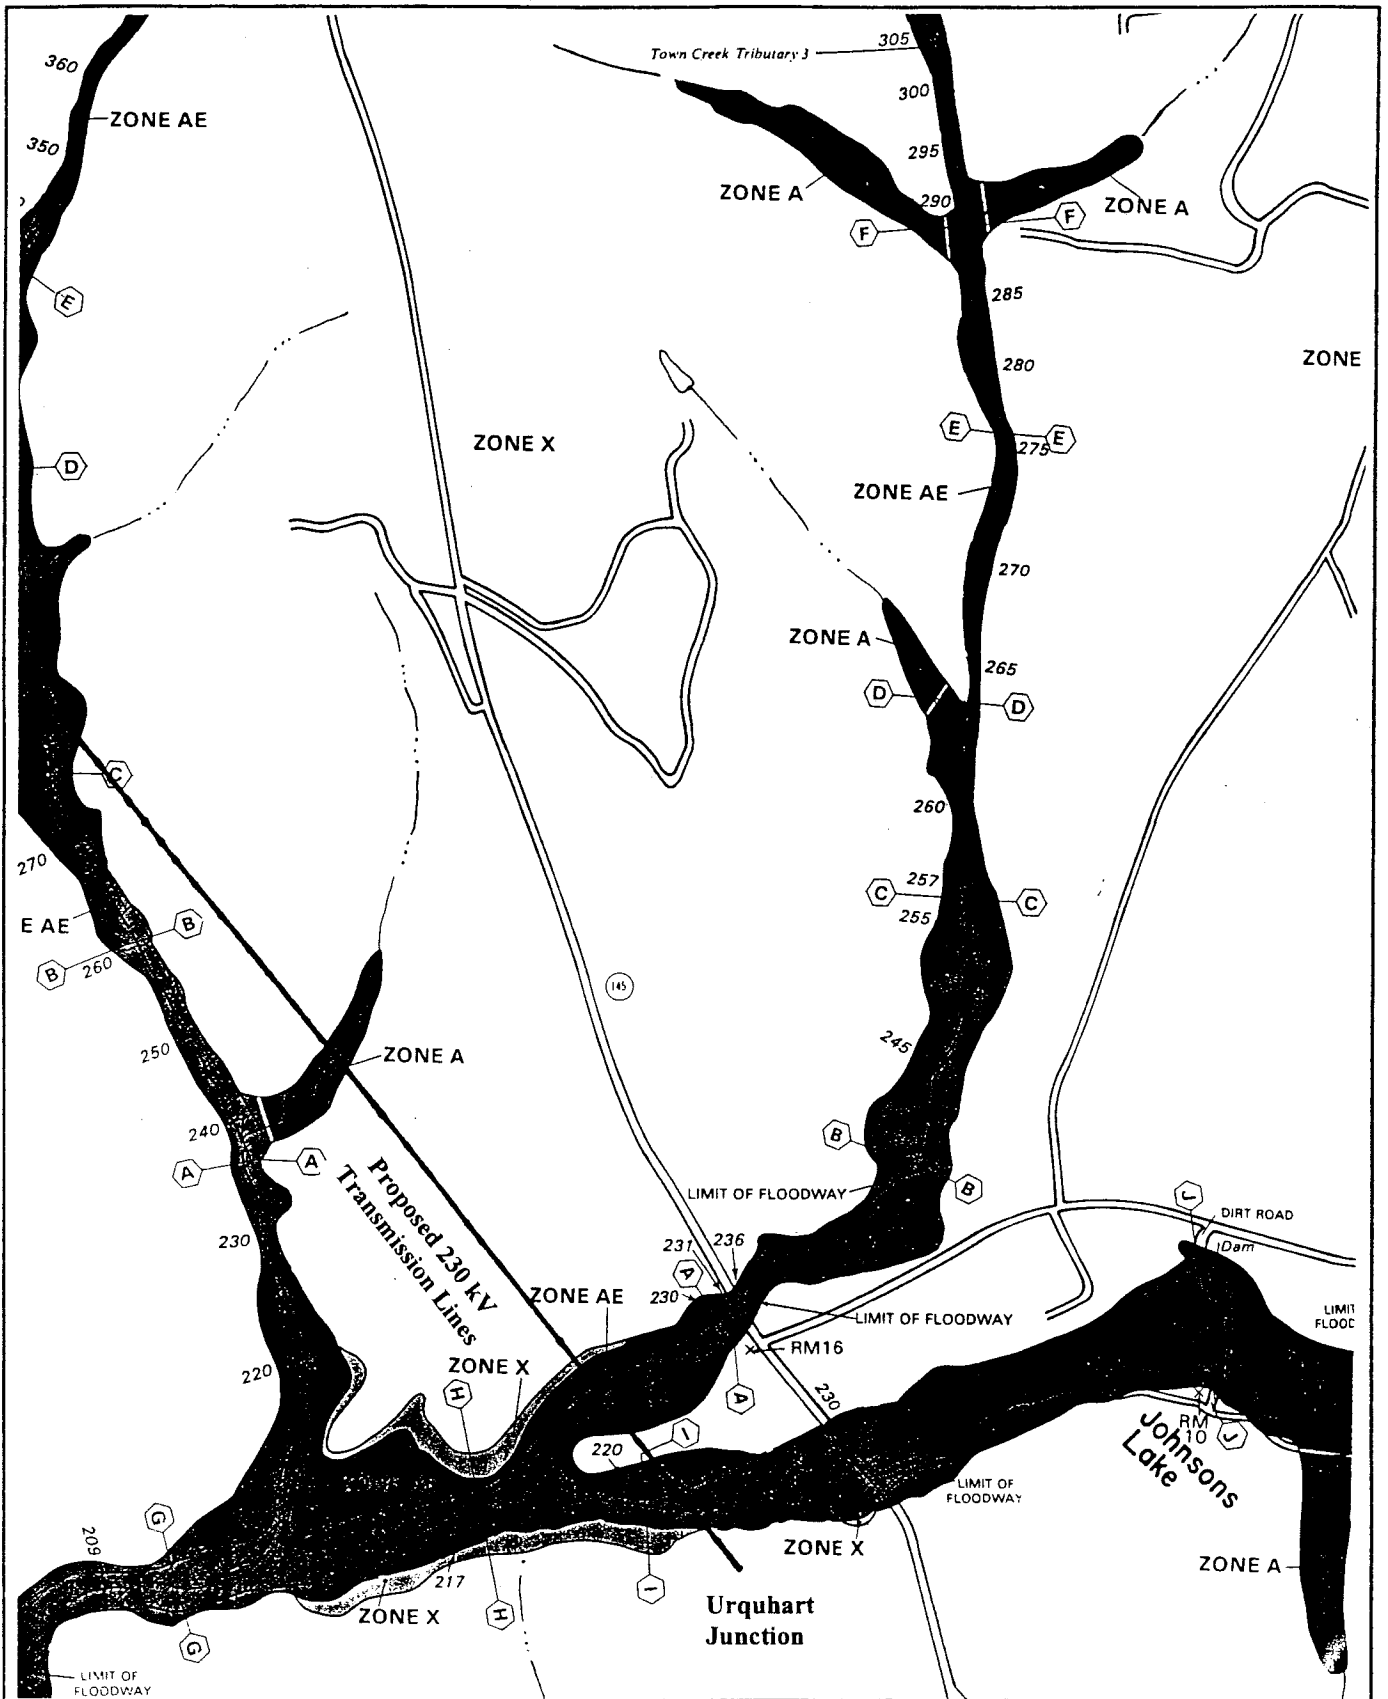 305
Town Creek Tributary 3
360
300
ZONE AE
350
295
ZONE A
290
ZONE A
F
F
E
285
ZONE
280
E
E
275
ZONE X
D
ZONE AE
270
ZONE A
265
D
D
C
260
270
257
C
C
255
E AE
B
B
260
145
245
250
ZONE A
240
B
A
A
Proposed 230 kV
Transmission Lines
LIMIT OF FLOODWAY
B
J
DIRT ROAD
230
231
236
Dam
A
230
ZONE AE
LIMIT OF FLOODWAY
LIMIT
FLOOD
RM16
ZONE X
220
H
A
230
I
220
RM
10
J
Johnsons
Lake
LIMIT OF
FLOODWAY
G
209
ZONE X
ZONE A
217
I
ZONE X
H
Urquhart
Junction
G
LIMIT OF
FLOODWAY